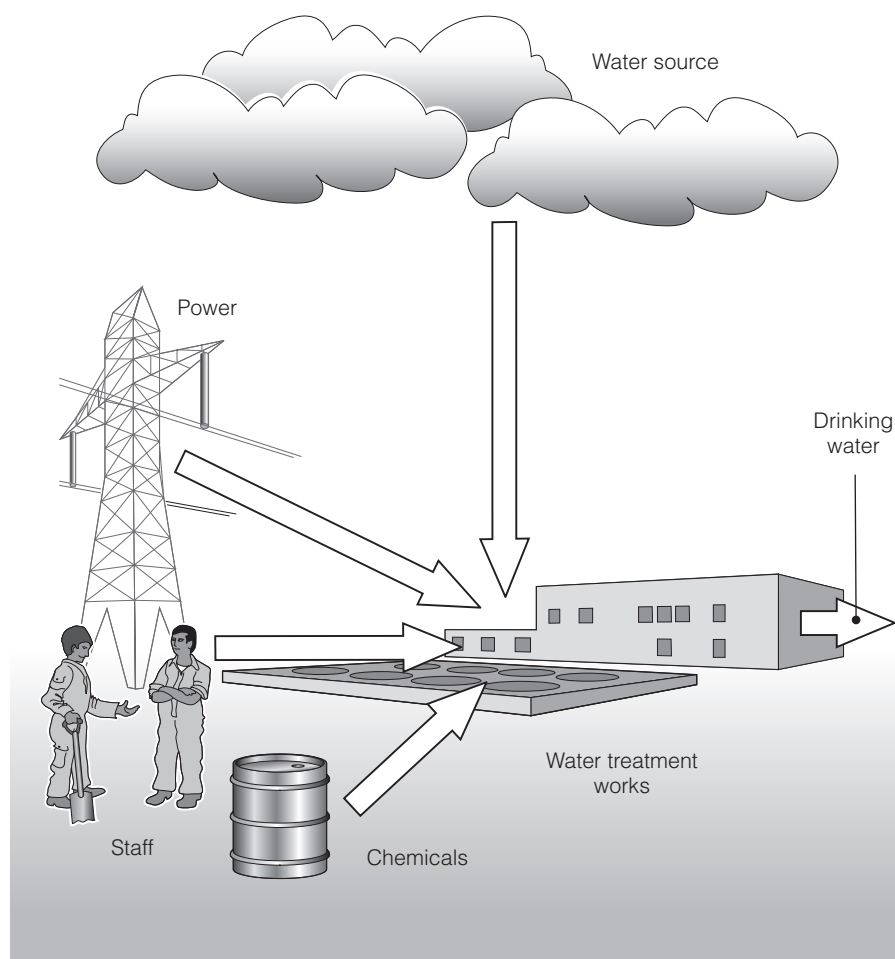 Water source
Power
Drinking
water
Water treatment
works
Staff
Chemicals